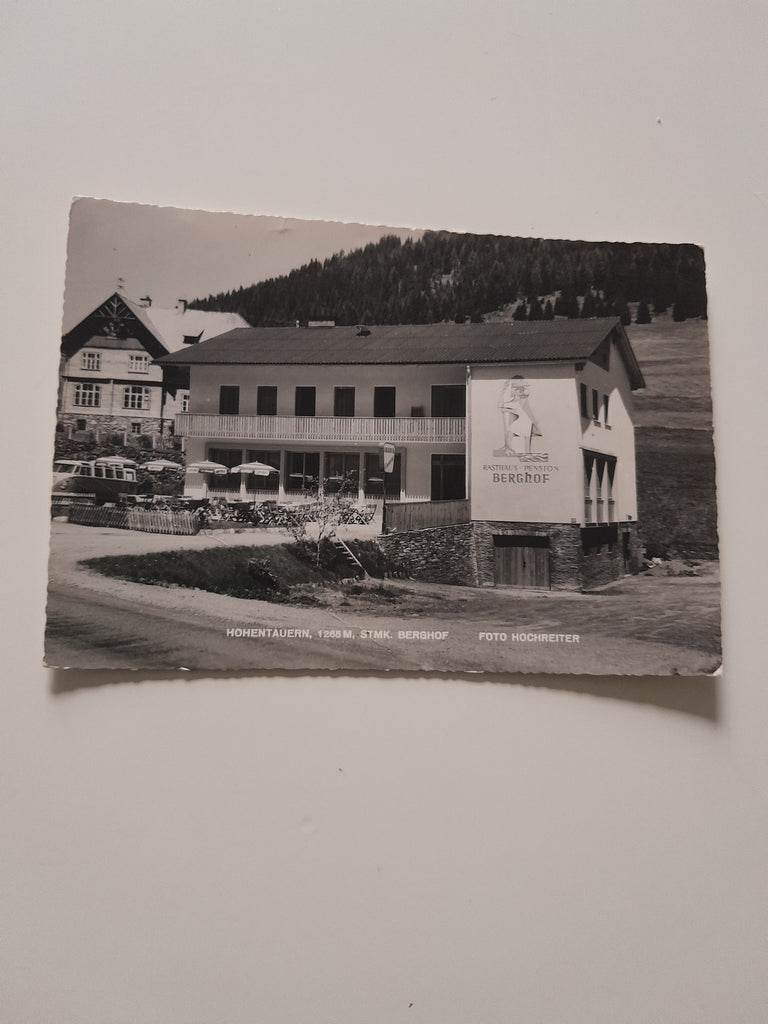 RASTHAUS-PENSION
BERGHOF
HOHENTAUERN, 1265 M, STMK. BERGHOF FOTO HOCHREITER